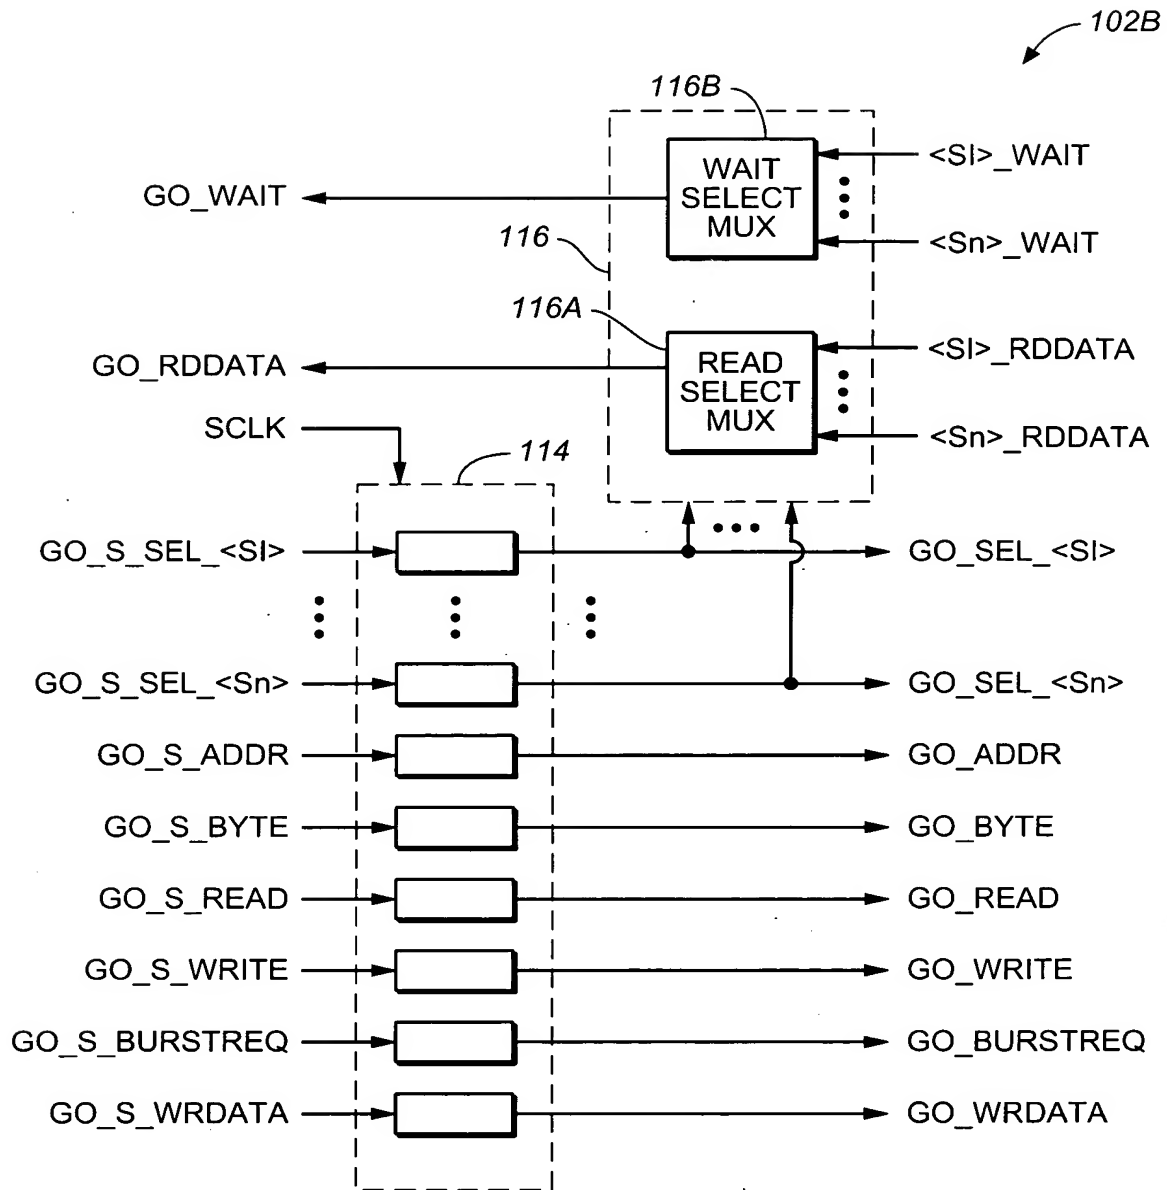 102B
116B
WAIT
SELECT
MUX
<SI>_WAIT
<Sn>_WAIT
GO_WAIT
116
116A
READ
SELECT
MUX
<SI>_RDDATA
<Sn>_RDDATA
GO_RDDATA
SCLK
114
GO_S_SEL_<SI>
GO_SEL_<SI>
GO_S_SEL_<Sn>
GO_SEL_<Sn>
GO_S_ADDR
GO_ADDR
GO_S_BYTE
GO_BYTE
GO_S_READ
GO_READ
GO_S_WRITE
GO_WRITE
GO_S_BURSTREQ
GO_BURSTREQ
GO_S_WRDATA
GO_WRDATA